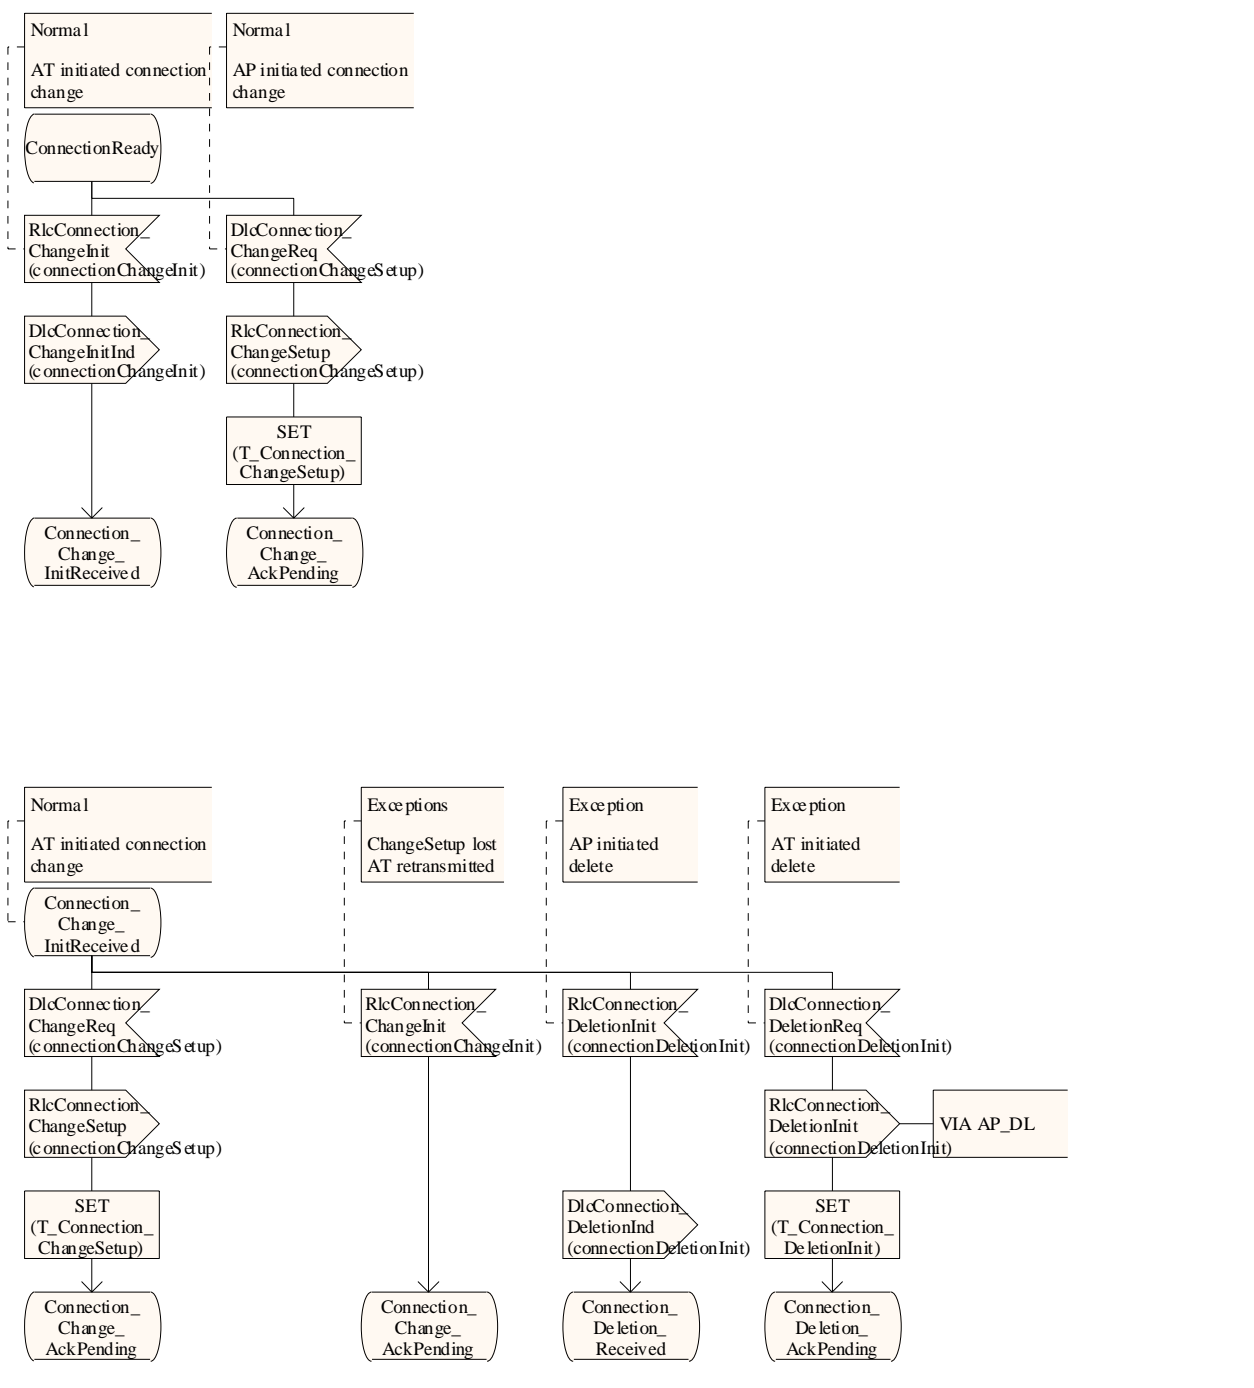 Normal
AT initiated connection
change
Normal
AP initiated connection
change
ConnectionReady
RlcConnection_
ChangeInit
(connectionChangeInit)
DlcConnection_
ChangeReq
(connectionChangeSetup)
DlcConnection_
ChangeInitInd
(connectionChangeInit)
RlcConnection_
ChangeSetup
(connectionChangeSetup)
SET
(T_Connection_
ChangeSetup)
Connection_
Change_
InitReceived
Connection_
Change_
AckPending
Normal
AT initiated connection
change
Exceptions
ChangeSetup lost
AT retransmitted
Exception
AP initiated
delete
Exception
AT initiated
delete
Connection_
Change_
InitReceived
DlcConnection_
ChangeReq
(connectionChangeSetup)
RlcConnection_
ChangeInit
(connectionChangeInit)
RlcConnection_
DeletionInit
(connectionDeletionInit)
DlcConnection_
DeletionReq
(connectionDeletionInit)
RlcConnection_
ChangeSetup
(connectionChangeSetup)
RlcConnection_
DeletionInit
(connectionDeletionInit)
VIA AP_DL
SET
(T_Connection_
ChangeSetup)
DlcConnection_
DeletionInd
(connectionDeletionInit)
SET
(T_Connection_
DeletionInit)
Connection_
Change_
AckPending
Connection_
Change_
AckPending
Connection_
Deletion_
Received
Connection_
Deletion_
AckPending